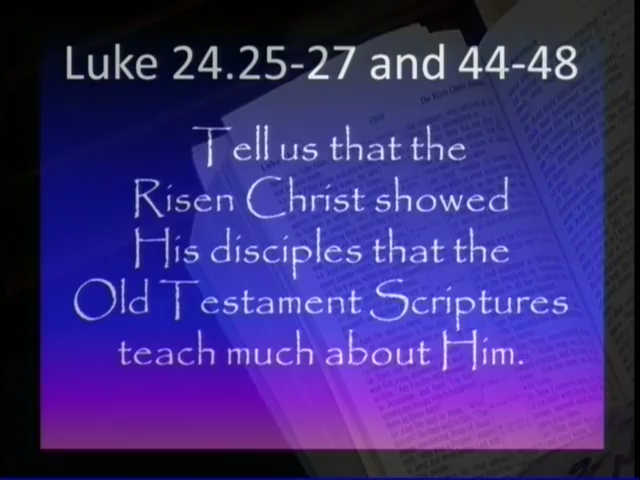 Luke 24.25-27 and 44-48
Tell us that the
Risen Christ showed
His disciples that the
Old Testament Scriptures
teach much about Him.